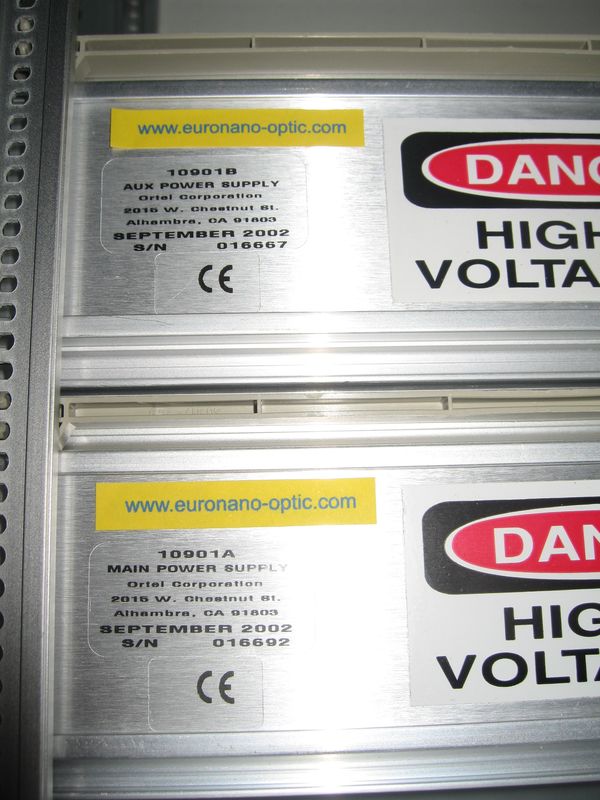 www.euronano-optic.com
10901B
AUX POWER SUPPLY
Ortel Corporation
2015 W. Chestnut St.
Alhambra, CA 91803
SEPTEMBER 2002
S/N 016667
CE
DANG
HIGH
VOLTA
www.euronano-optic.com
10901A
MAIN POWER SUPPLY
Ortel Corporation
2015 W. Chestnut St.
Alhambra, CA 91803
SEPTEMBER 2002
S/N 016692
CE
DAN
HIG
VOLTA